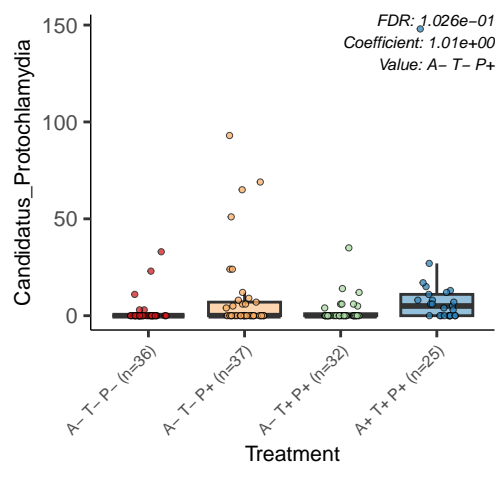 FDR: 1.026e−01
Coefficient: 1.01e+00
Value: A− T− P+
150
100
50
0
Candidatus_Protochlamydia
A− T− P− (n=36)
A− T− P+ (n=37)
A− T+ P+ (n=32)
A+ T+ P+ (n=25)
Treatment